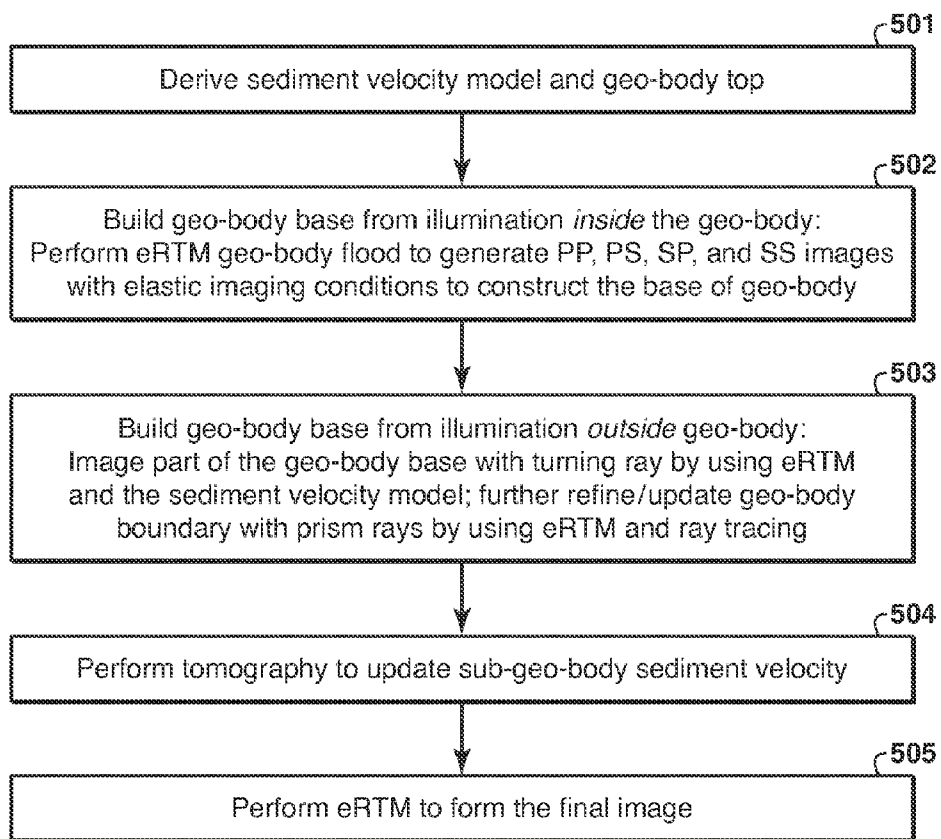 501
Derive sediment velocity model and geo-body top
502
Build geo-body base from illumination inside the geo-body:
Perform eRTM geo-body flood to generate PP, PS, SP, and SS images
with elastic imaging conditions to construct the base of geo-body
503
Build geo-body base from illumination outside geo-body:
Image part of the geo-body base with turning ray by using eRTM
and the sediment velocity model; further refine/update geo-body
boundary with prism rays by using eRTM and ray tracing
504
Perform tomography to update sub-geo-body sediment velocity
505
Perform eRTM to form the final image